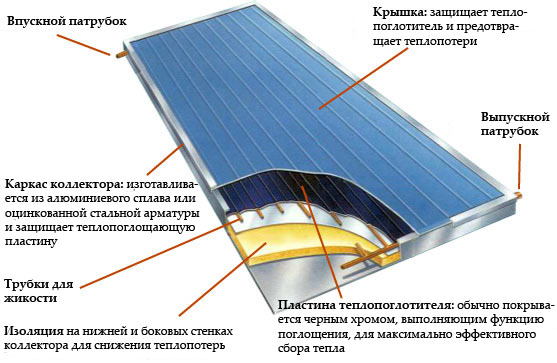 Впускной патрубок
Крышка: защищает тепло-
поглотитель и предотвра-
щает теплопотери
Выпускной
патрубок
Каркас коллектора: изготавлива-
ется из алюминиевого сплава или
оцинкованной стальной арматуры
и защищает теплопоглощающую
пластину
Трубки для
жикости
Изоляция на нижней и боковых стенках
коллектора для снижения теплопотерь
Пластина теплопоглотителя: обычно покрыва-
ется черным хромом, выполняющим функцию
поглощения, для максимально эффективного
сбора тепла